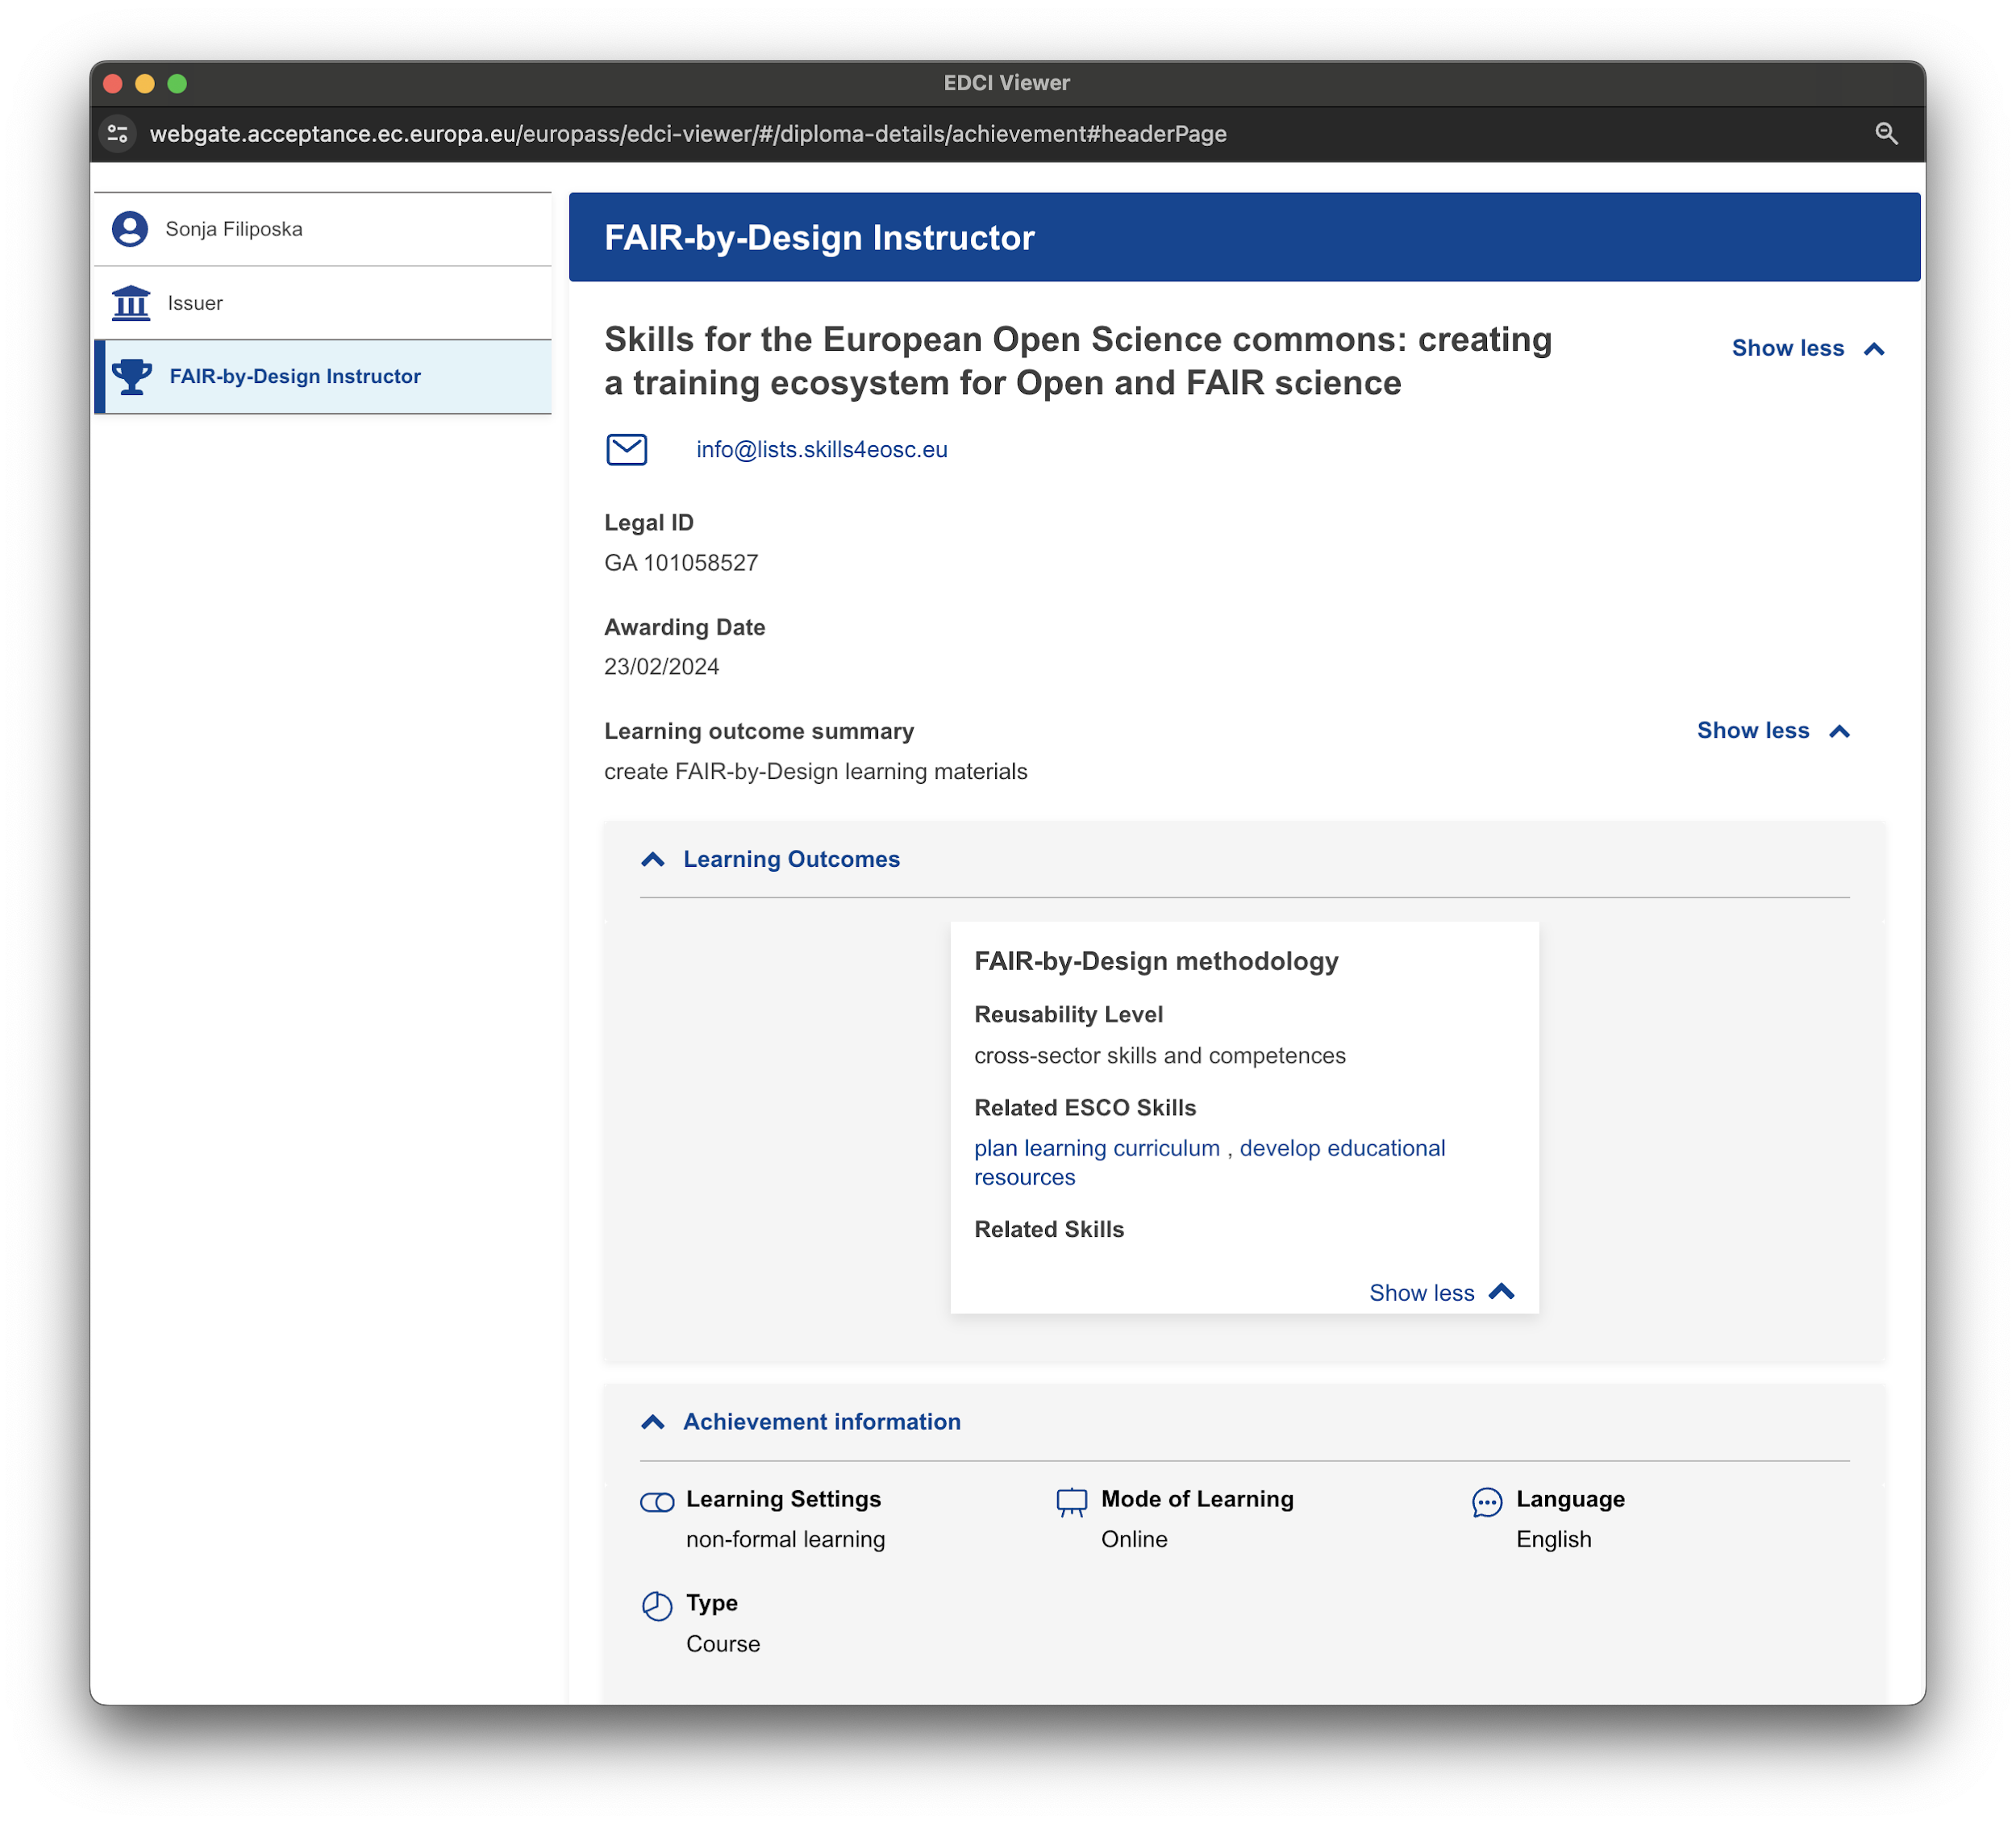 EDCI Viewer
webgate.acceptance.ec.europa.eu/europass/edci-viewer/#/diploma-details/achievement#headerPage
Sonja Filiposka
Issuer
FAIR-by-Design Instructor
FAIR-by-Design Instructor
Skills for the European Open Science commons: creating
a training ecosystem for Open and FAIR science
Show less
info@lists.skills4eosc.eu
Legal ID
GA 101058527
Awarding Date
23/02/2024
Learning outcome summary
Show less
create FAIR-by-Design learning materials
Learning Outcomes
FAIR-by-Design methodology
Reusability Level
cross-sector skills and competences
Related ESCO Skills
plan learning curriculum , develop educational
resources
Related Skills
Show less
Achievement information
Learning Settings
non-formal learning
Mode of Learning
Online
Language
English
Type
Course